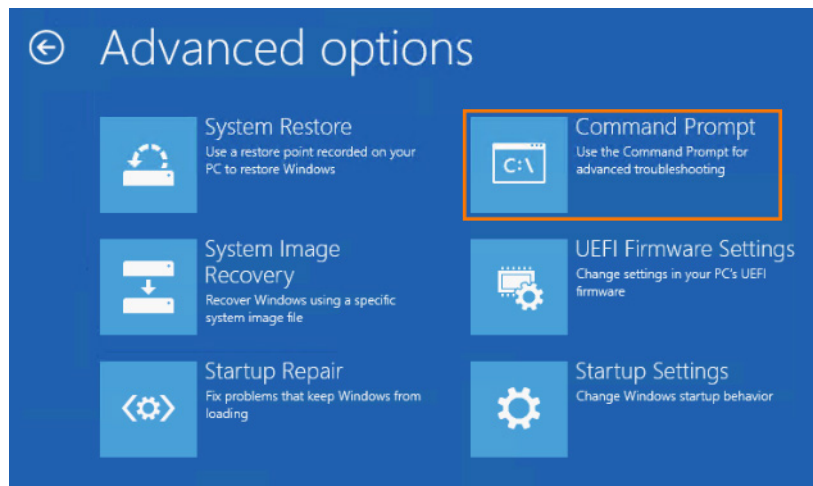 Advanced options
System Restore
Use a restore point recorded on your
PC to restore Windows
C:\
Command Prompt
Use the Command Prompt for
advanced troubleshooting
System Image
Recovery
Recover Windows using a specific
system image file
UEFI Firmware Settings
Change settings in your PC's UEFI
firmware
Startup Repair
Fix problems that keep Windows from
loading
Startup Settings
Change Windows startup behavior